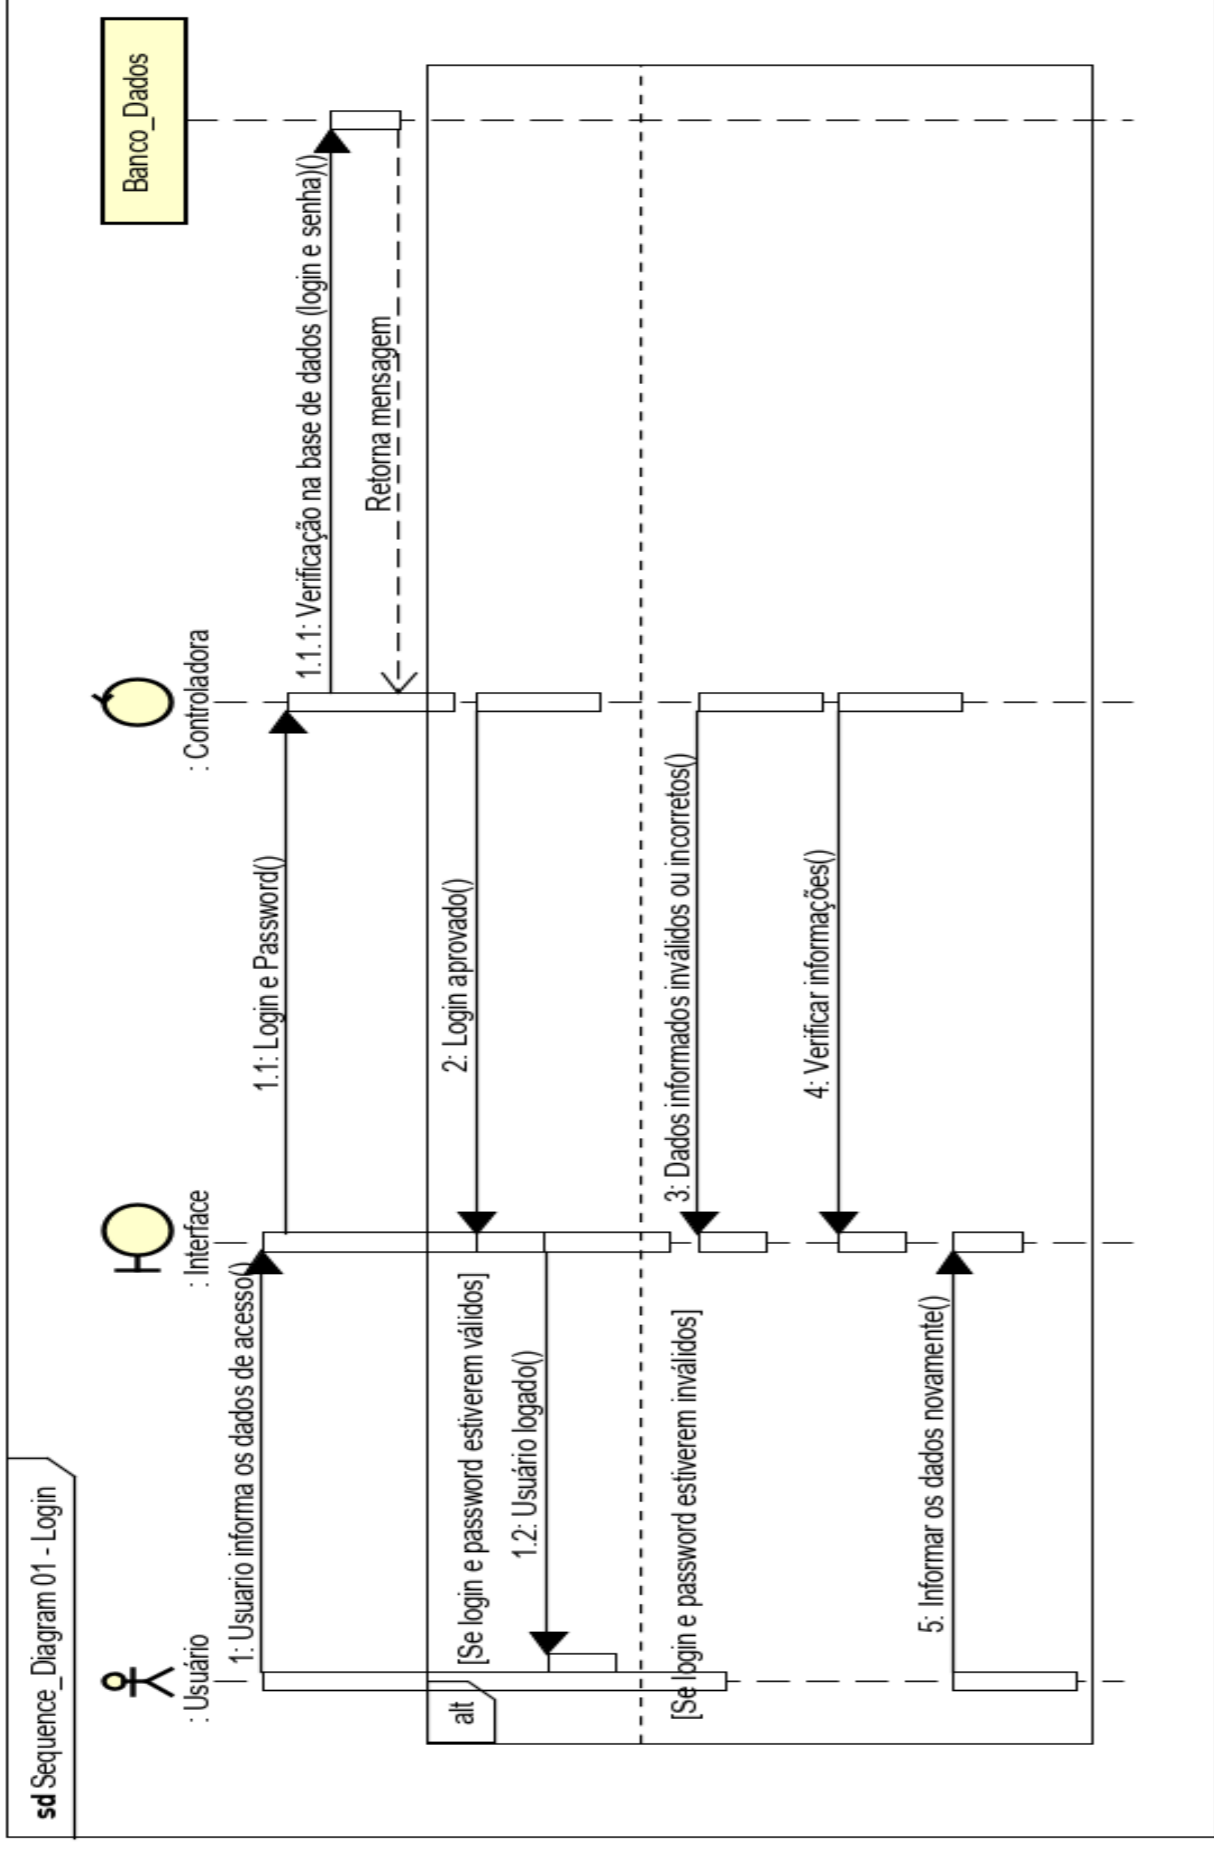 sd Sequence_Diagram 01 - Login
: Usuário
: Interface
: Controladora
Banco_Dados
1: Usuario informa os dados de acesso()
1.1: Login e Password()
1.1.1: Verificação na base de dados (login e senha)()
Retorna mensagem
alt
[Se login e password estiverem válidos]
2: Login aprovado()
1.2: Usuário logado()
[Se login e password estiverem inválidos]
3: Dados informados inválidos ou incorretos()
4: Verificar informações()
5: Informar os dados novamente()